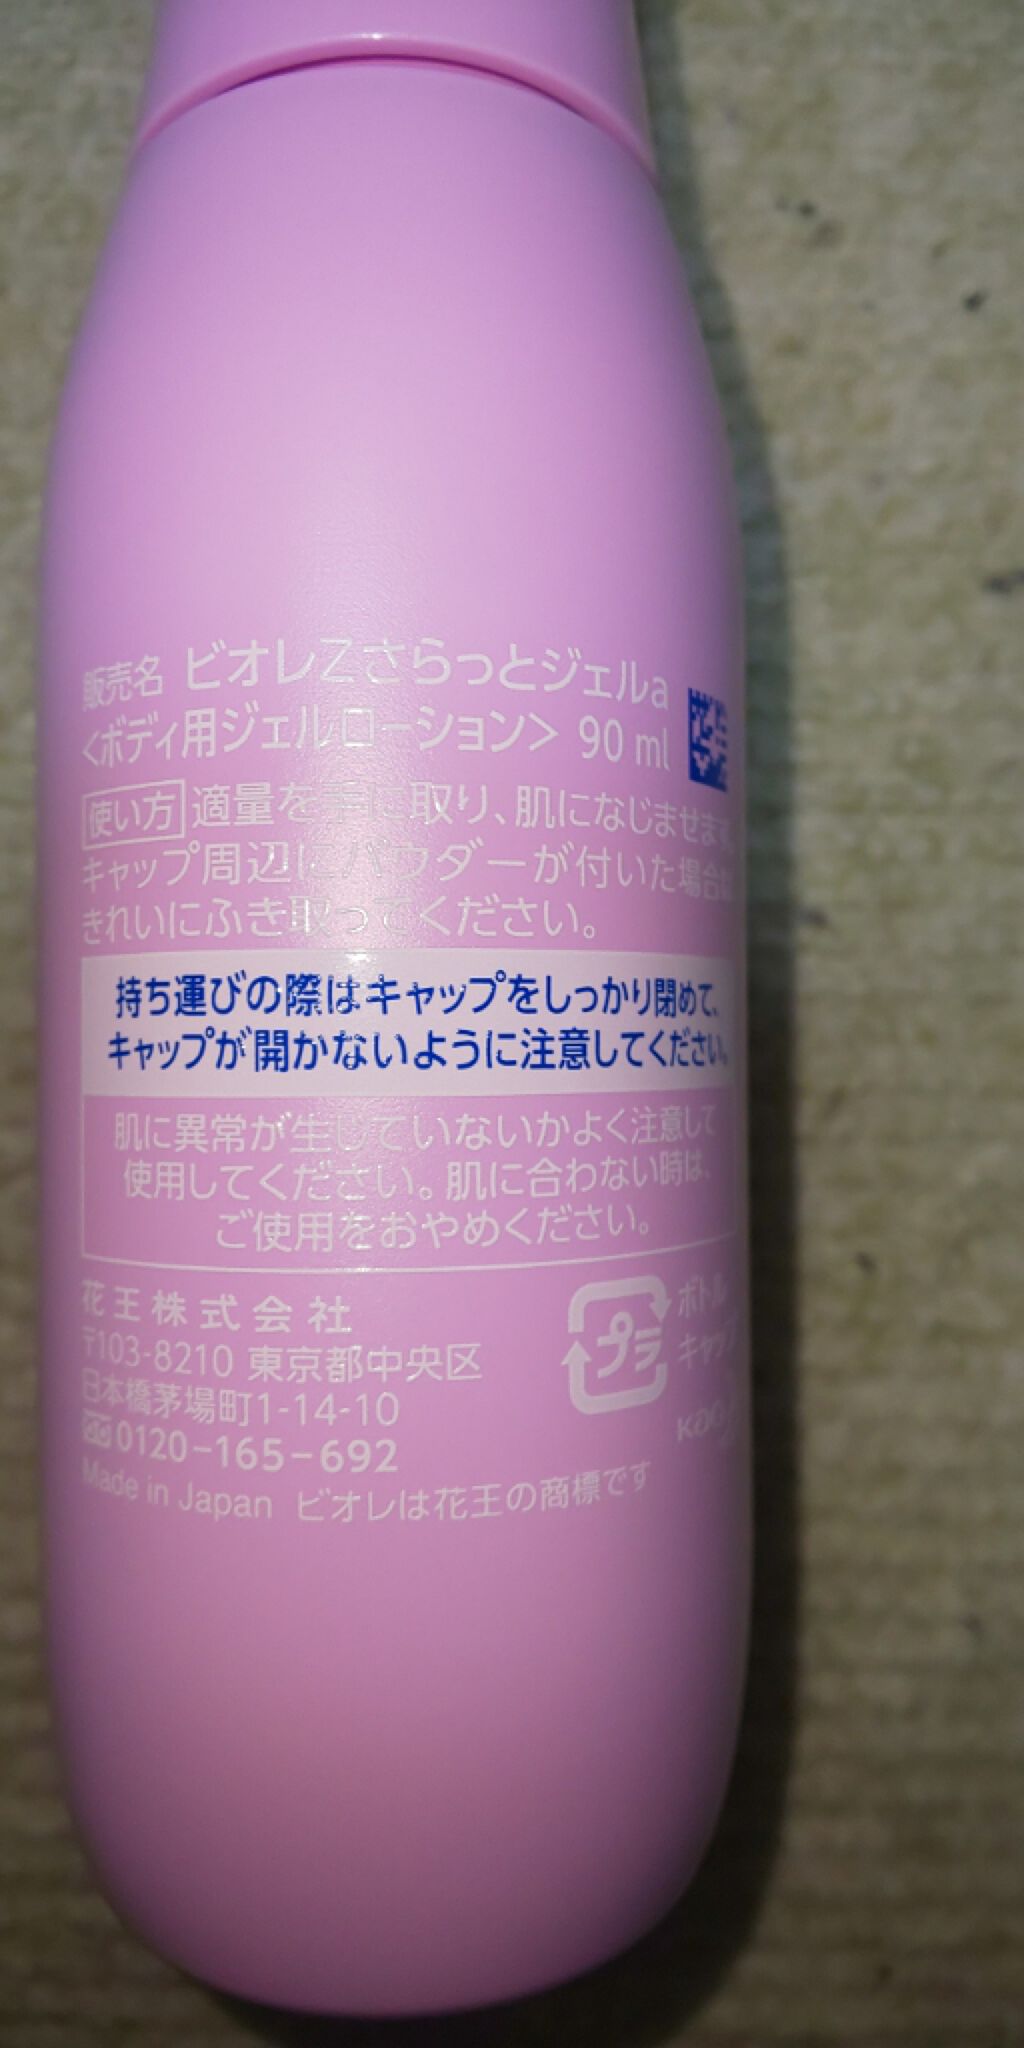 販売名 ビオレZさらっとジェルa
<ボディ用ジェルローション> 90 ml
使い方 適量を手に取り、肌になじませます。
キャップ周辺にパウダーが付いた場合は
きれいにふき取ってください。
持ち運びの際はキャップをしっかり閉めて、
キャップが開かないように注意してください。
肌に異常が生じていないかよく注意して
使用してください。肌に合わない時は、
ご使用をおやめください。
花王株式会社
〒103-8210 東京都中央区
日本橋茅場町1-14-10
0120-165-692
Made in Japan ビオレは花王の商標です
プラ
ボトル
キャップ